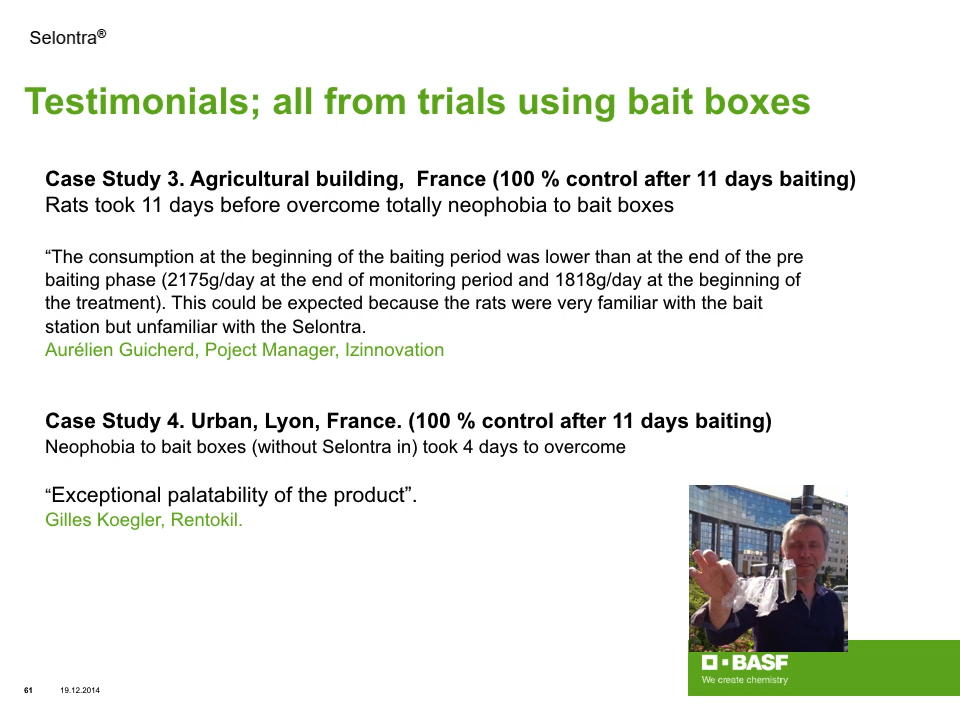 Selontra®
Testimonials; all from trials using bait boxes
Case Study 3. Agricultural building,  France (100 % control after 11 days baiting)
Rats took 11 days before overcome totally neophobia to bait boxes
“The consumption at the beginning of the baiting period was lower than at the end of the pre
baiting phase (2175g/day at the end of monitoring period and 1818g/day at the beginning of
the treatment). This could be expected because the rats were very familiar with the bait
station but unfamiliar with the Selontra.
Aurélien Guicherd, Poject Manager, Izinnovation
Case Study 4. Urban, Lyon, France. (100 % control after 11 days baiting)
Neophobia to bait boxes (without Selontra in) took 4 days to overcome
“Exceptional palatability of the product”.
Gilles Koegler, Rentokil.
BASF
We create chemistry
61 19.12.2014